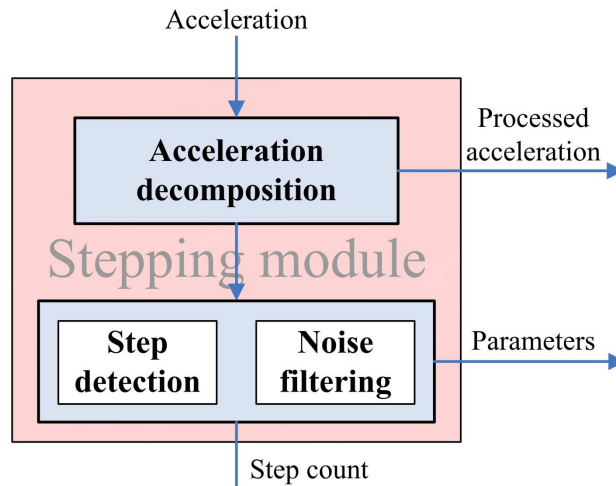 Acceleration
Processed
acceleration
Acceleration
decomposition
Stepping module
Step
detection
Noise
filtering
Parameters
Step count